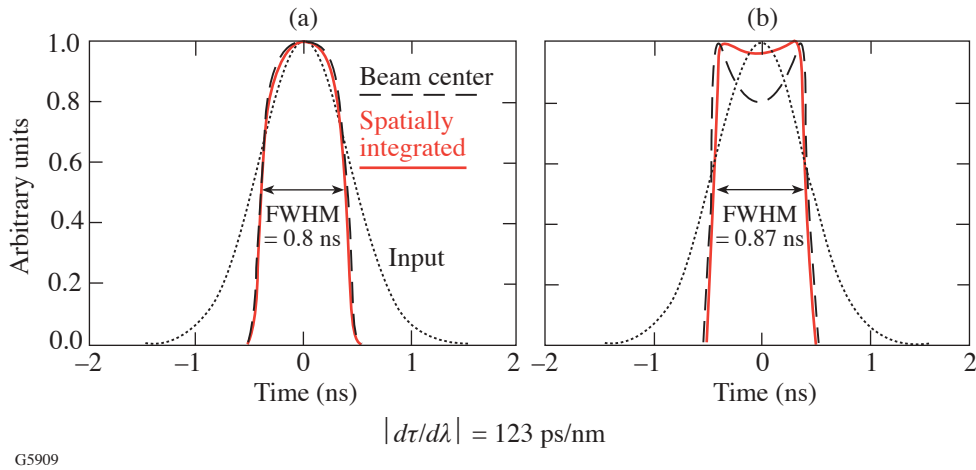 (a)
(b)
1.0
0.8
0.6
0.4
0.2
0.0
Arbitrary units
Beam center
Spatially
integrated
FWHM
= 0.8 ns
Input
FWHM
= 0.87 ns
−2
−1
0
1
2
−2
−1
0
1
2
Time (ns)
Time (ns)
|dτ/dλ| = 123 ps/nm
G5909